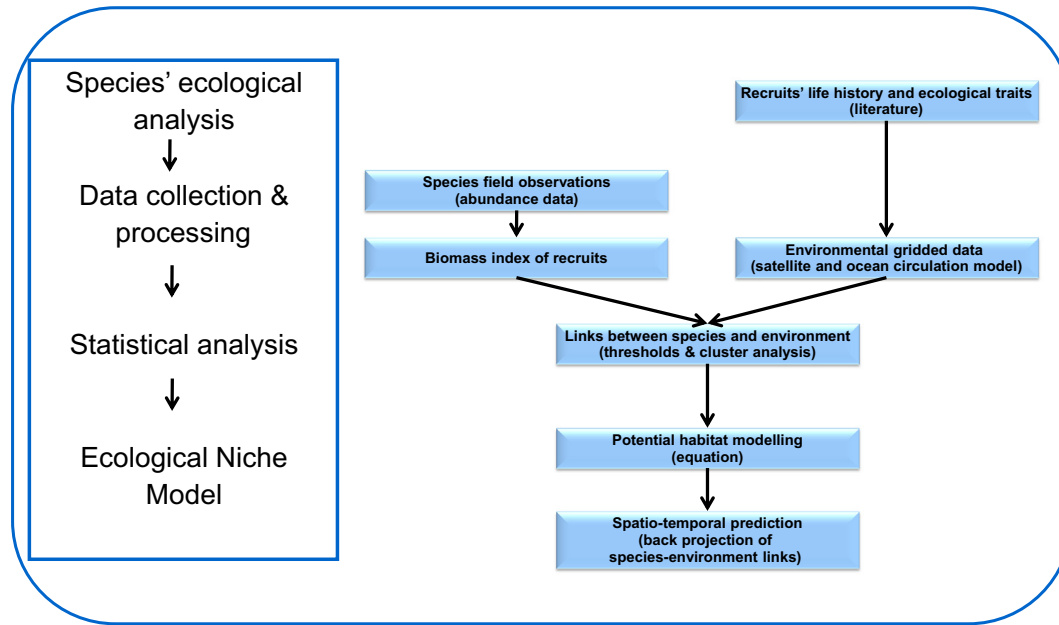 Species’ ecological
analysis
Data collection &
processing
Statistical analysis
Ecological Niche
Model
Recruits’ life history and ecological traits
(literature)
Species field observations
(abundance data)
Biomass index of recruits
Environmental gridded data
(satellite and ocean circulation model)
Links between species and environment
(thresholds & cluster analysis)
Potential habitat modelling
(equation)
Spatio-temporal prediction
(back projection of
species-environment links)